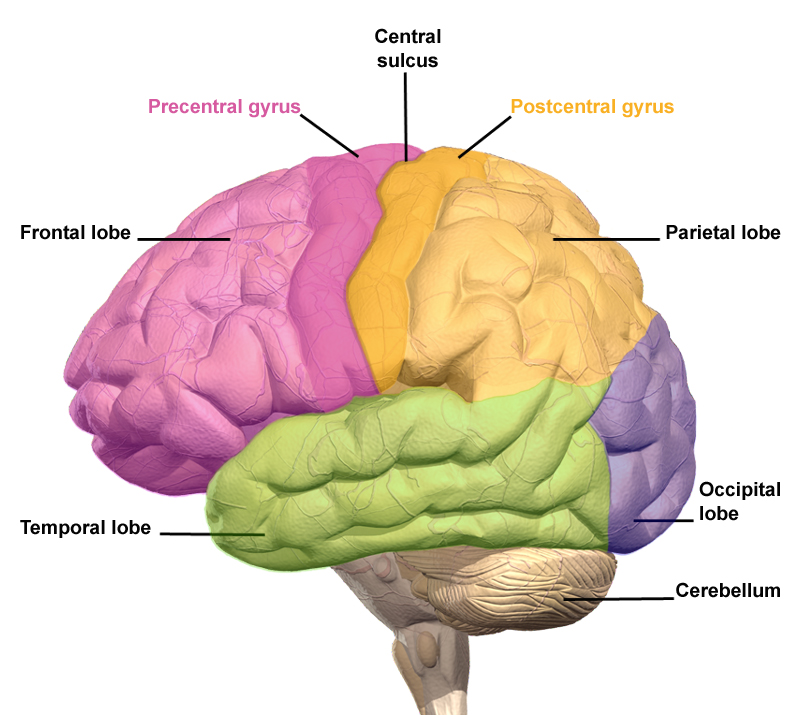 Central
sulcus
Precentral gyrus
Postcentral gyrus
Frontal lobe
Parietal lobe
Occipital
lobe
Temporal lobe
Cerebellum